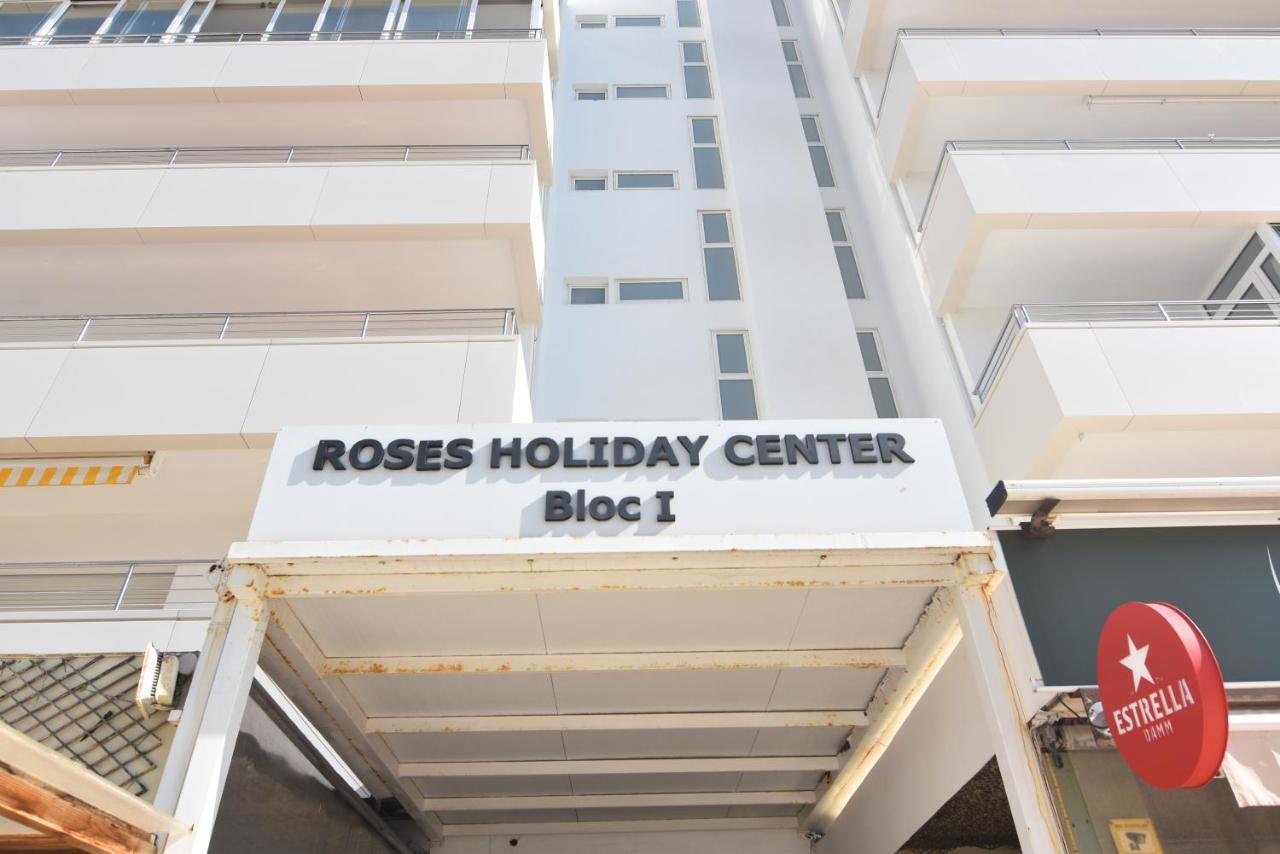 ROSES HOLIDAY CENTER
Bloc I
ESTRELLA
DAMM